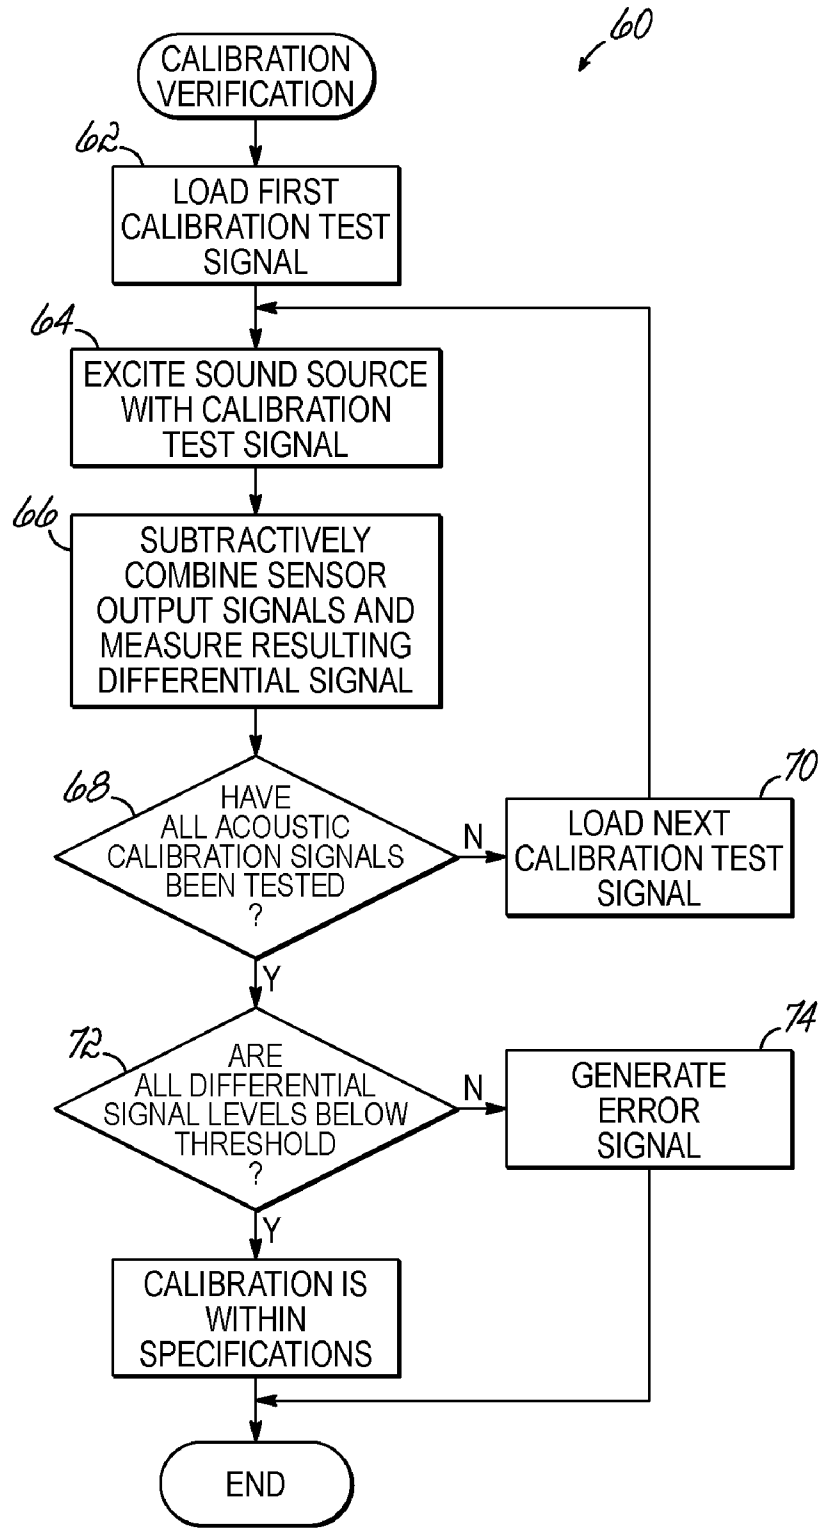 60
CALIBRATION
VERIFICATION
62
LOAD FIRST
CALIBRATION TEST
SIGNAL
64
EXCITE SOUND SOURCE
WITH CALIBRATION
TEST SIGNAL
66
SUBTRACTIVELY
COMBINE SENSOR
OUTPUT SIGNALS AND
MEASURE RESULTING
DIFFERENTIAL SIGNAL
68
HAVE
ALL ACOUSTIC
CALIBRATION SIGNALS
BEEN TESTED
?
N
70
LOAD NEXT
CALIBRATION TEST
SIGNAL
Y
72
ARE
ALL DIFFERENTIAL
SIGNAL LEVELS BELOW
THRESHOLD
?
N
74
GENERATE
ERROR
SIGNAL
Y
CALIBRATION IS
WITHIN
SPECIFICATIONS
END